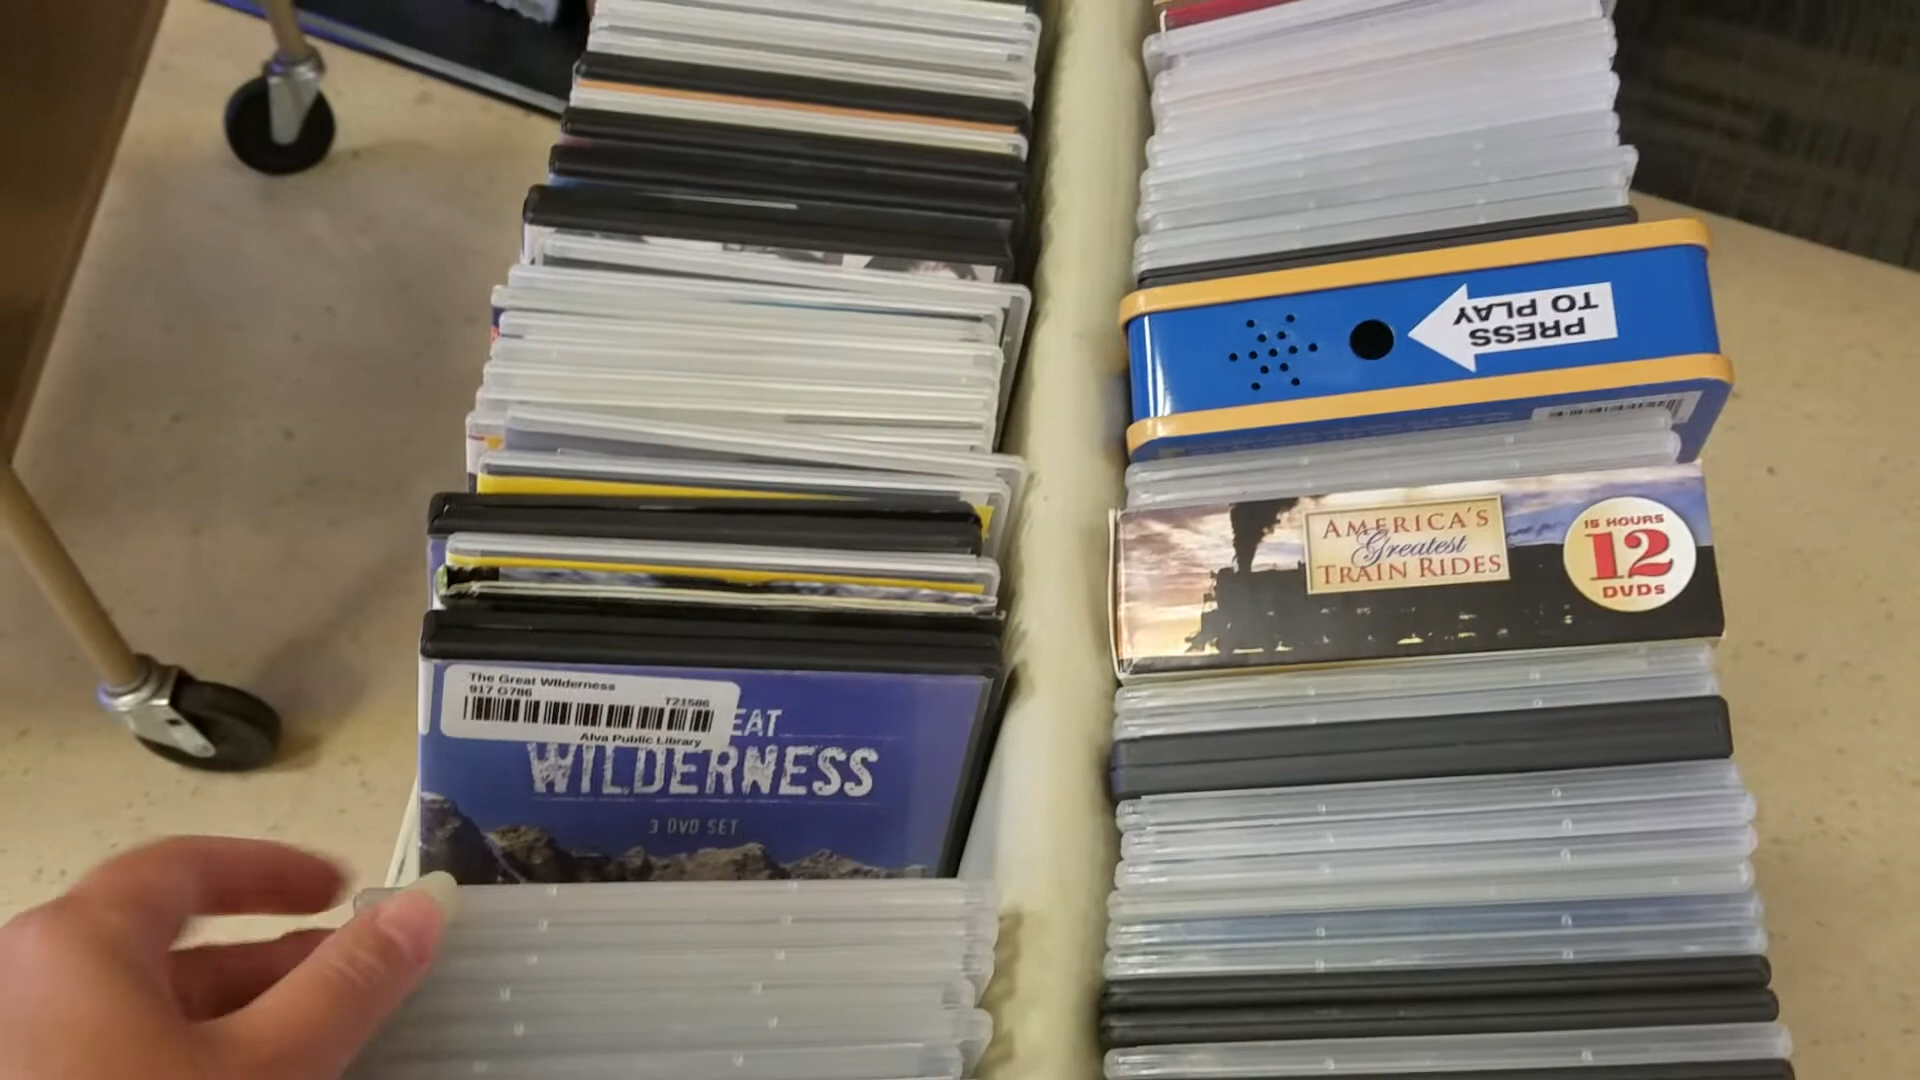 PRESS
TO PLAY
AMERICA'S
Greatest
TRAIN RIDES
15 HOURS
12
DVDs
The Great Wilderness
917 G786
T21586
Alva Public Library
EAT
WILDERNESS
3 DVD SET